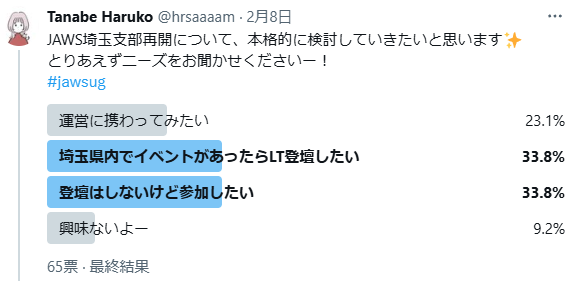 Tanabe Haruko @hrsaaaam · 2月8日 …
JAWS埼玉支部再開について、本格的に検討していきたいと思います✨
とりあえずニーズをお聞かせくださいー！
#jawsug
運営に携わってみたい 23.1%
埼玉県内でイベントがあったらLT登壇したい 33.8%
登壇はしないけど参加したい 33.8%
興味ないよー 9.2%
65票 · 最終結果